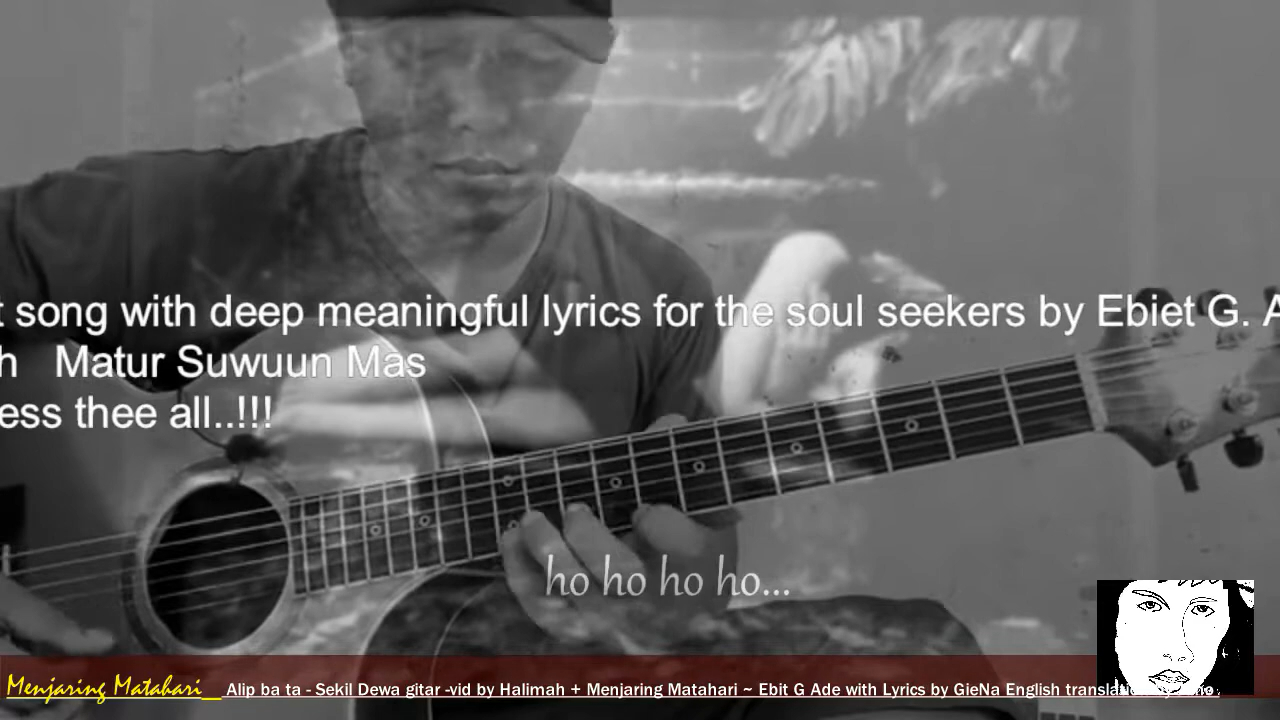 t song with deep meaningful lyrics for the soul seekers by Ebiet G. A
h Matur Suwuun Mas
ess thee all..!!!
ho ho ho ho...
Menjaring Matahari__ Alip ba ta - Sekil Dewa gitar -vid by Halimah + Menjaring Matahari ~ Ebit G Ade with Lyrics by GieNa English